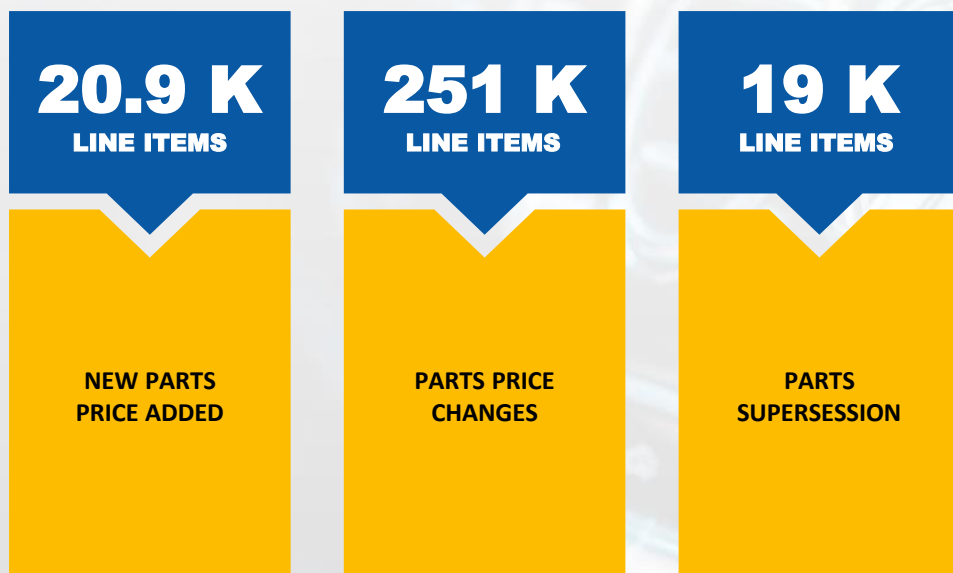 20.9 K
LINE ITEMS
NEW PARTS
PRICE ADDED
251 K
LINE ITEMS
PARTS PRICE
CHANGES
19 K
LINE ITEMS
PARTS
SUPERSESSION